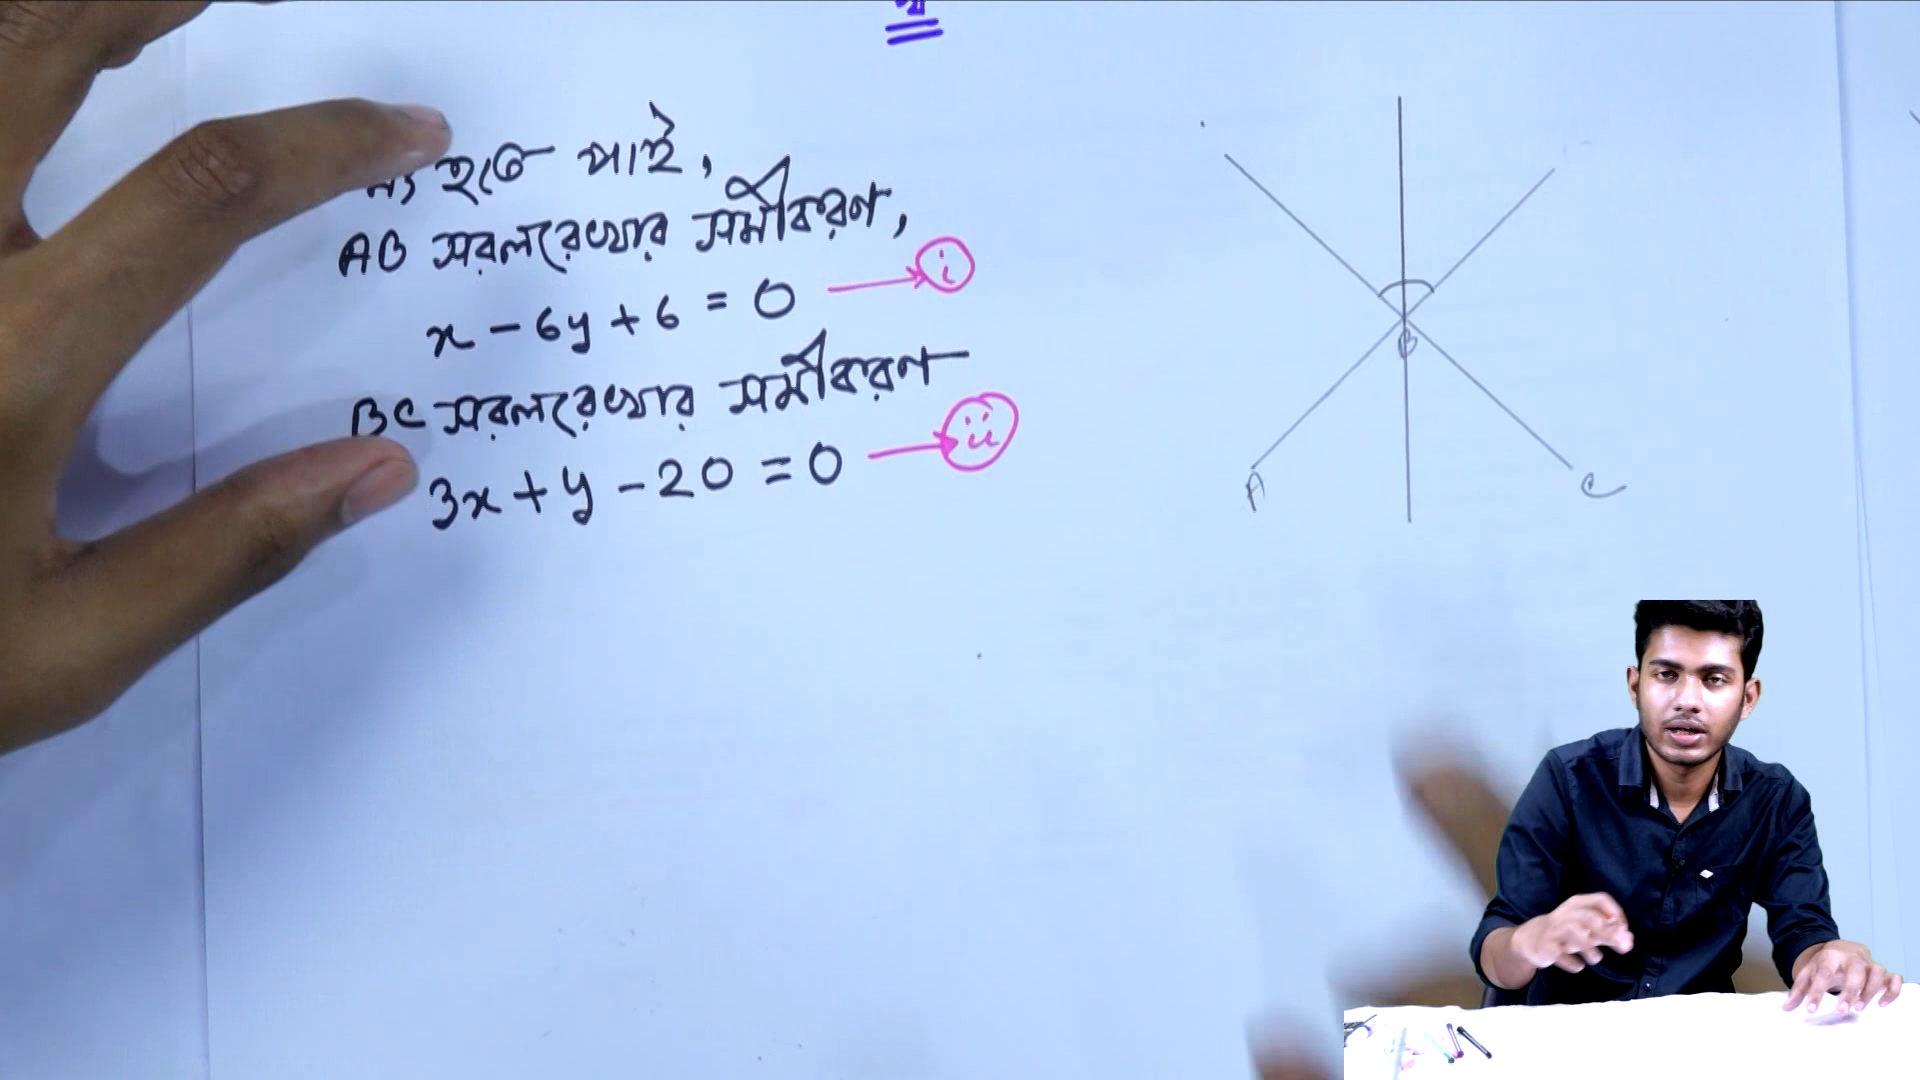 খ
হতে পাই,
AB সরলরেখার সমীকরণ,
x - 6y + 6 = 0 → i
BC সরলরেখার সমীকরণ
3x + y - 20 = 0 → ii
B
A
C